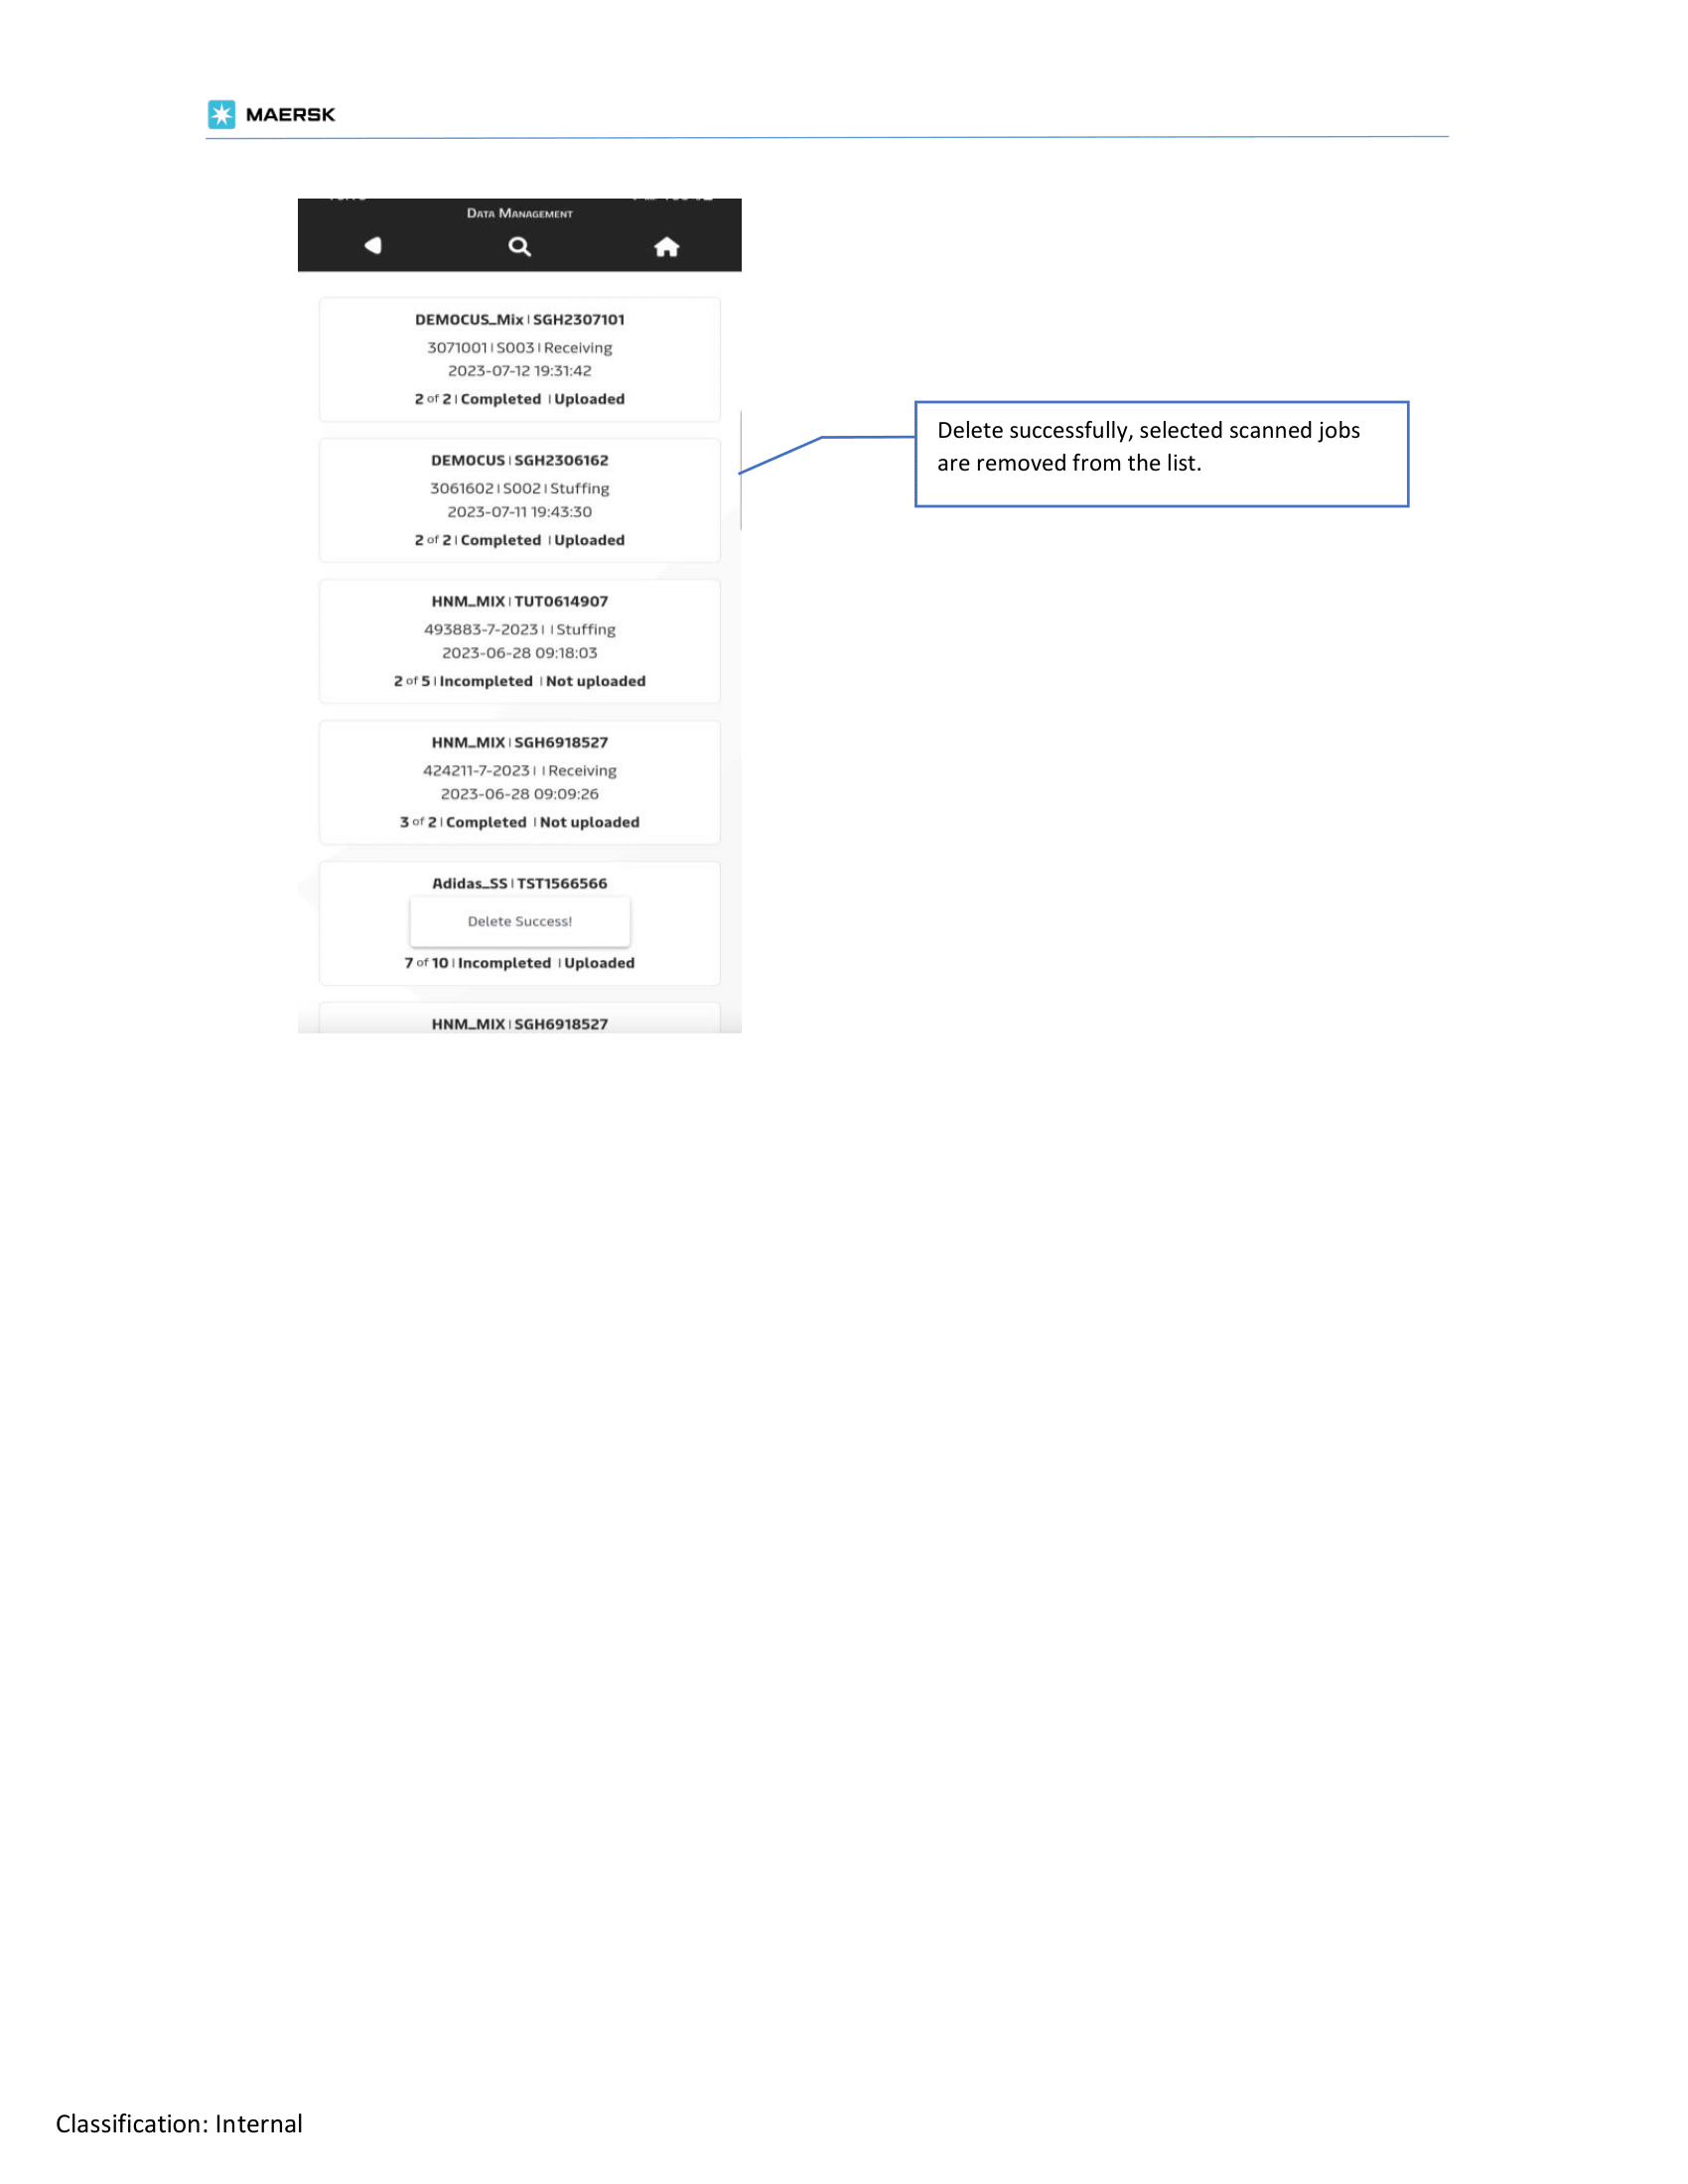 MAERSK
DATA MANAGEMENT
DEMOCUS_Mix | SGH2307101
3071001 | S003 | Receiving
2023-07-12 19:31:42
2 of 2 | Completed | Uploaded
DEMOCUS | SGH2306162
3061602 | S002 | Stuffing
2023-07-11 19:43:30
2 of 2 | Completed | Uploaded
HNM_MIX | TUT0614907
493883-7-2023 | | Stuffing
2023-06-28 09:18:03
2 of 5 | Incompleted | Not uploaded
HNM_MIX | SGH6918527
424211-7-2023 | | Receiving
2023-06-28 09:09:26
3 of 2 | Completed | Not uploaded
Adidas_SS | TST1566566
Delete Success!
7 of 10 | Incompleted | Uploaded
HNM_MIX | SGH6918527
Delete successfully, selected scanned jobs
are removed from the list.
Classification: Internal